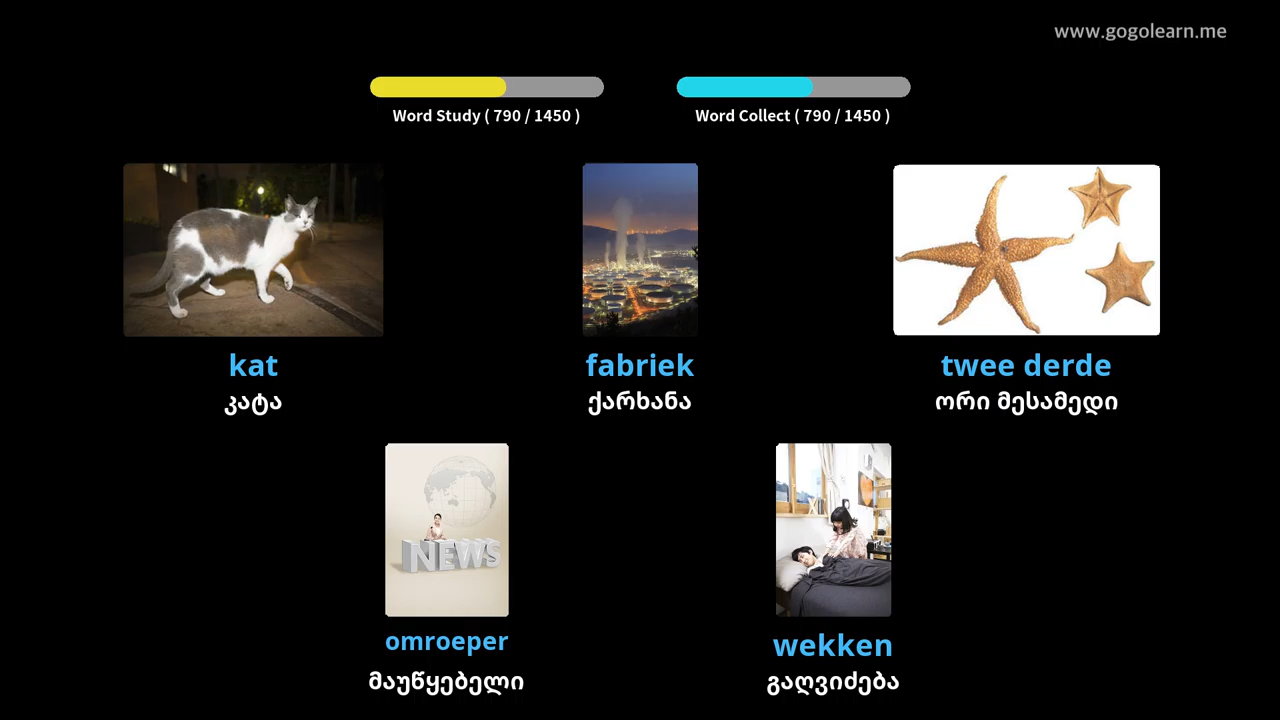 www.gogolearn.me
Word Study ( 790 / 1450 )
Word Collect ( 790 / 1450 )
kat
კატა
fabriek
ქარხანა
twee derde
ორი მესამედი
NEWS
omroeper
მაუწყებელი
wekken
გაღვიძება